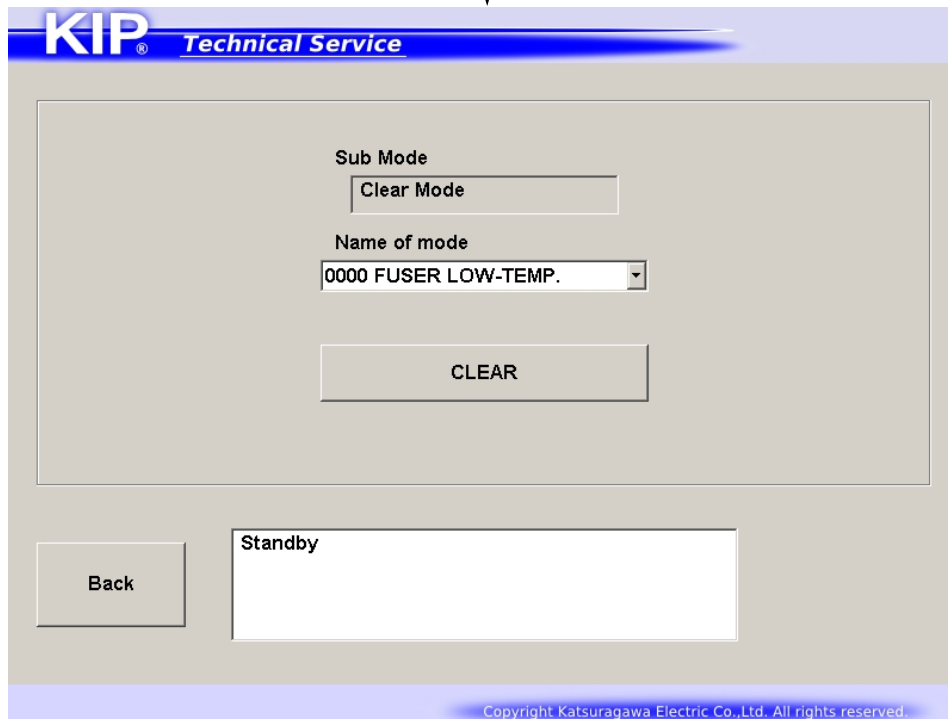 KIP® Technical Service
Sub Mode
Clear Mode
Name of mode
0000 FUSER LOW-TEMP.
CLEAR
Standby
Back
Copyright Katsuragawa Electric Co.,Ltd. All rights reserved.